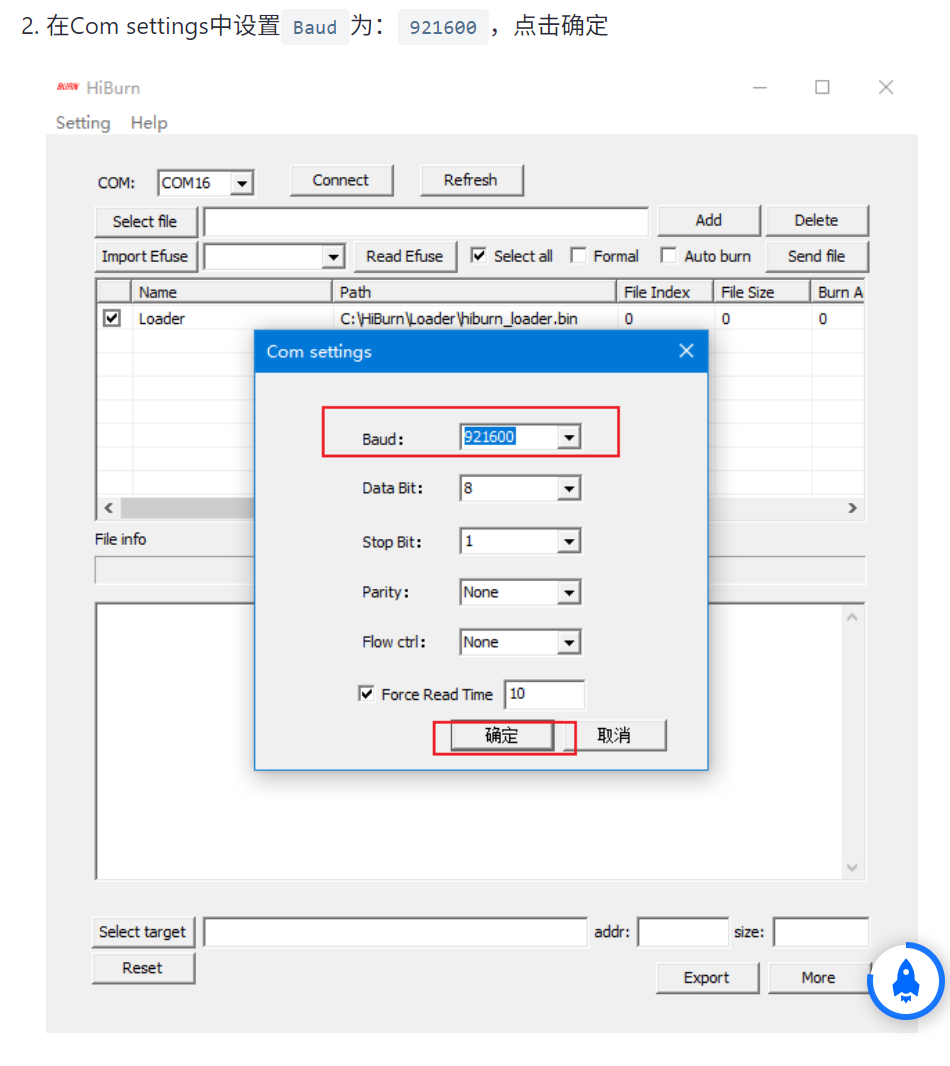 2. 在Com settings中设置 Baud 为： 921600 ，点击确定
BURN HiBurn
Setting Help
COM: COM16 Connect Refresh
Select file Add Delete
Import Efuse Read Efuse Select all Formal Auto burn Send file
Name Path File Index File Size Burn A
Loader C:\HiBurn\Loader\hiburn_loader.bin 0 0 0
Com settings
Baud: 921600
Data Bit: 8
Stop Bit: 1
Parity: None
Flow ctrl: None
Force Read Time 10
确定 取消
File info
Select target addr: size:
Reset
Export More